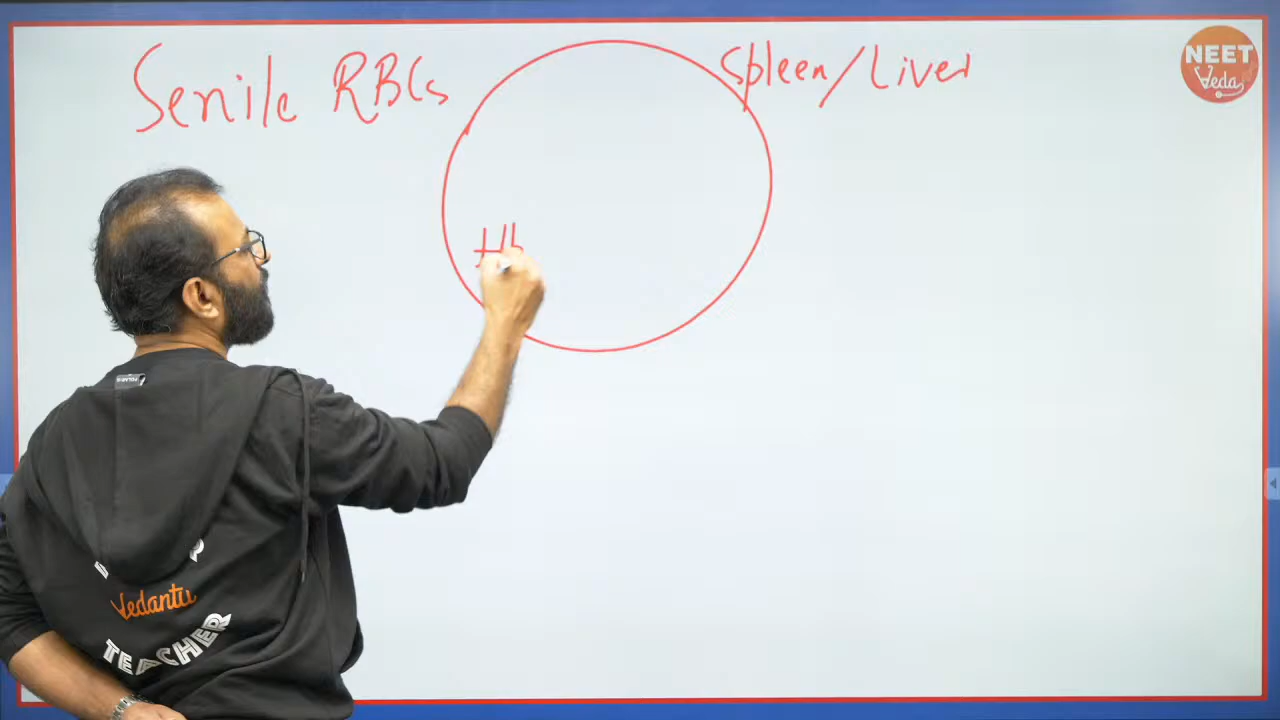 Senile RBCs
Spleen/Liver
NEET
Veda
Hb
Vedantu
TEACHER